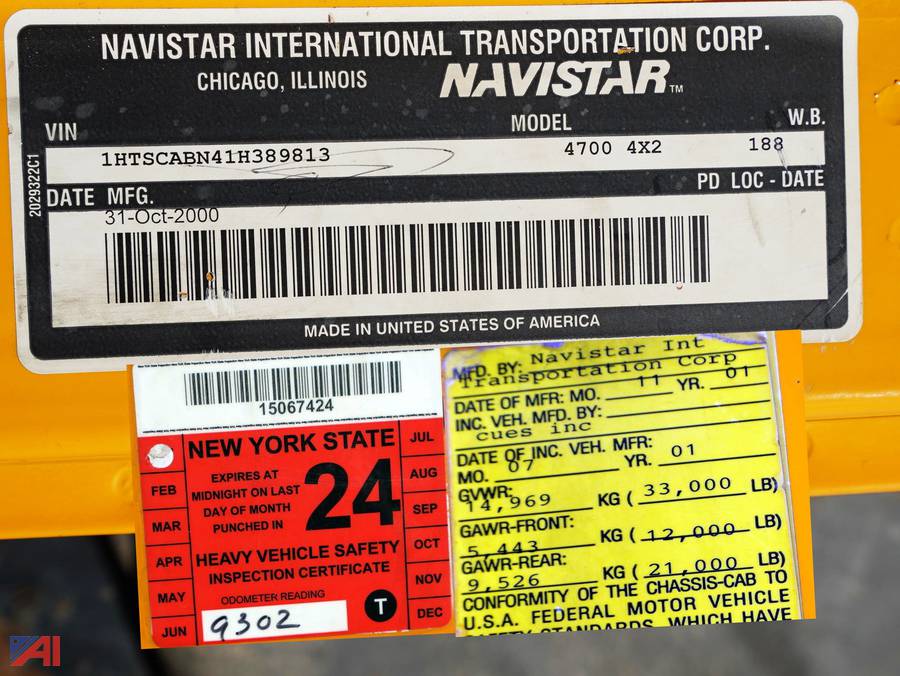 NAVISTAR INTERNATIONAL TRANSPORTATION CORP.
CHICAGO, ILLINOIS NAVISTAR™
VIN MODEL W.B.
1HTSCABN41H389813 4700 4X2 188
DATE MFG. PD LOC - DATE
31-Oct-2000
2029322C1
MADE IN UNITED STATES OF AMERICA
15067424
NEW YORK STATE
EXPIRES AT
MIDNIGHT ON LAST
DAY OF MONTH
PUNCHED IN
24
HEAVY VEHICLE SAFETY
INSPECTION CERTIFICATE
ODOMETER READING
9302
T
FEB
MAR
APR
MAY
JUN
JUL
AUG
SEP
OCT
NOV
DEC
MFD. BY: Navistar Int
Transportation Corp
DATE OF MFR: MO. 11 YR. 01
INC. VEH. MFD. BY:
cues inc
DATE OF INC. VEH. MFR:
MO. 07 YR. 01
GVWR:
14,969 KG ( 33,000 LB)
GAWR-FRONT:
5,443 KG ( 12,000 LB)
GAWR-REAR:
9,526 KG ( 21,000 LB)
CONFORMITY OF THE CHASSIS-CAB TO
U.S.A. FEDERAL MOTOR VEHICLE
SAFETY STANDARDS, WHICH HAVE
AI